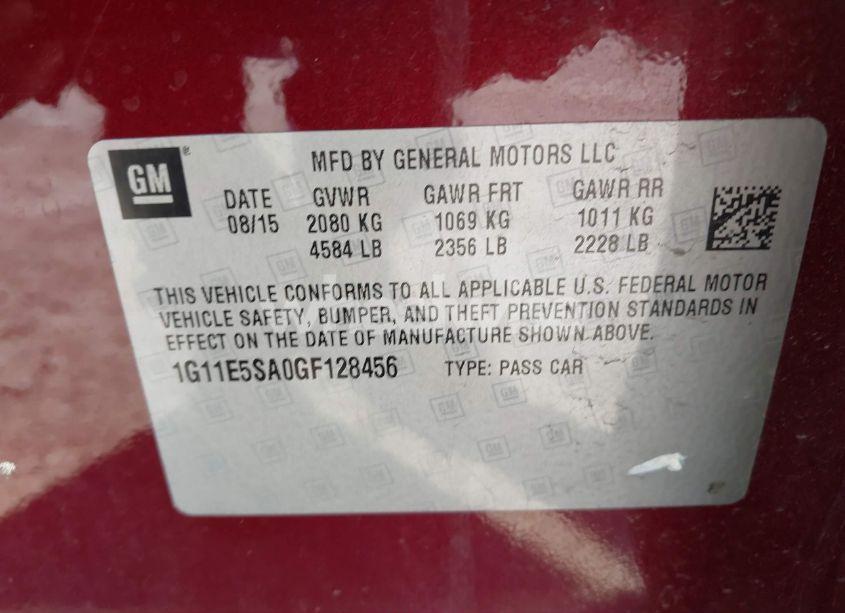 GM
MFD BY GENERAL MOTORS LLC
DATE GVWR GAWR FRT GAWR RR
08/15 2080 KG 1069 KG 1011 KG
4584 LB 2356 LB 2228 LB
THIS VEHICLE CONFORMS TO ALL APPLICABLE U.S. FEDERAL MOTOR
VEHICLE SAFETY, BUMPER, AND THEFT PREVENTION STANDARDS IN
EFFECT ON THE DATE OF MANUFACTURE SHOWN ABOVE.
1G11E5SA0GF128456 TYPE: PASS CAR